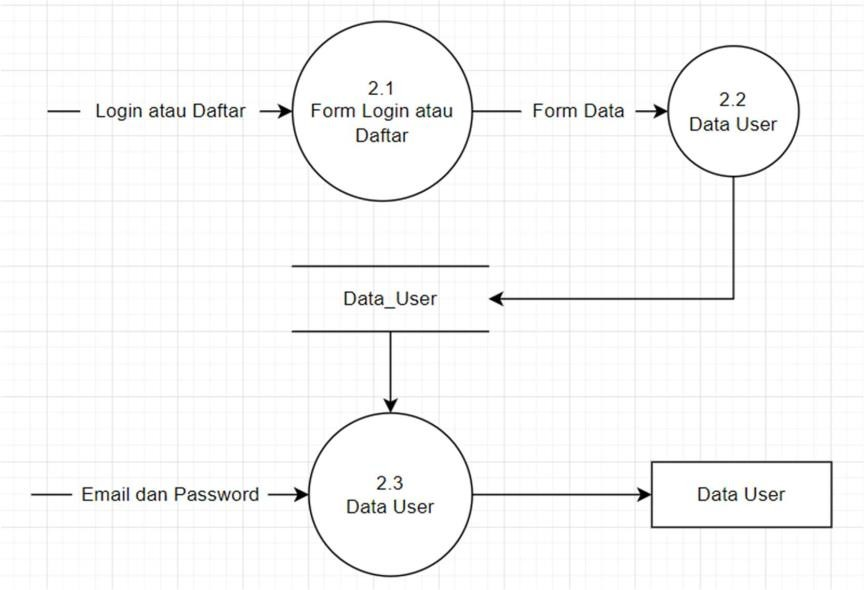 Login atau Daftar
2.1
Form Login atau
Daftar
Form Data
2.2
Data User
Data_User
Email dan Password
2.3
Data User
Data User